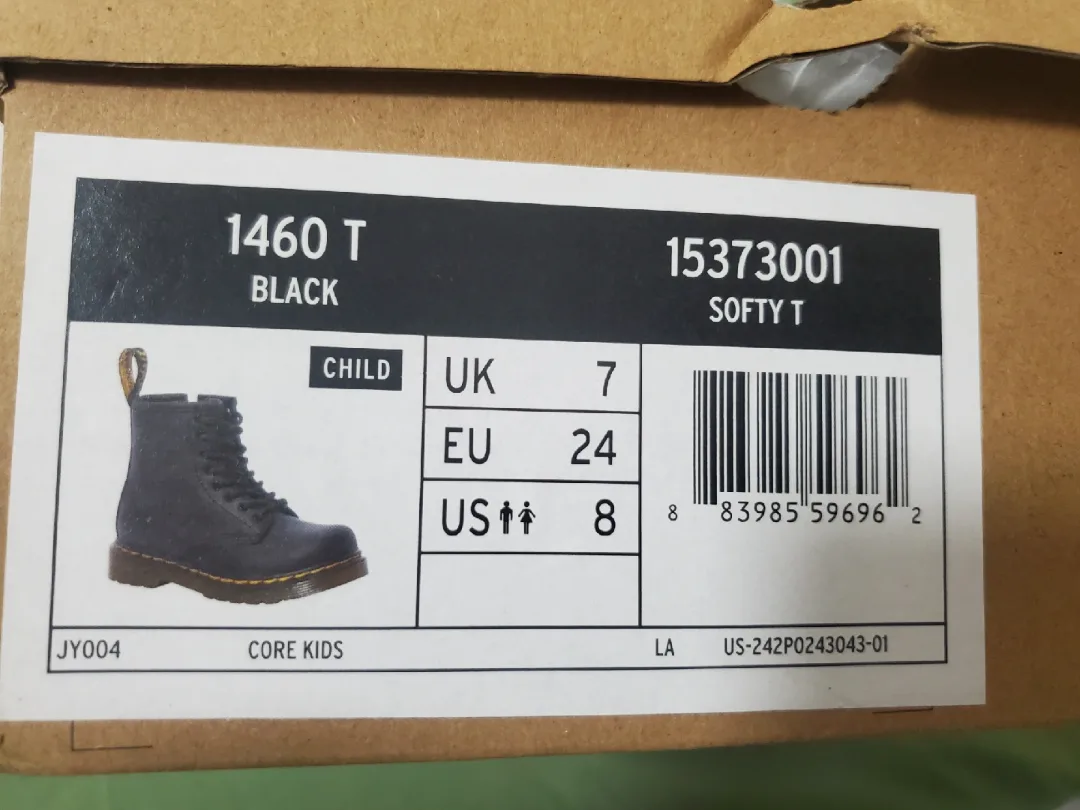 1460 T
BLACK
15373001
SOFTY T
CHILD
UK 7
EU 24
US 8
8 83985 59696 2
JY004 CORE KIDS LA US-242P0243043-01